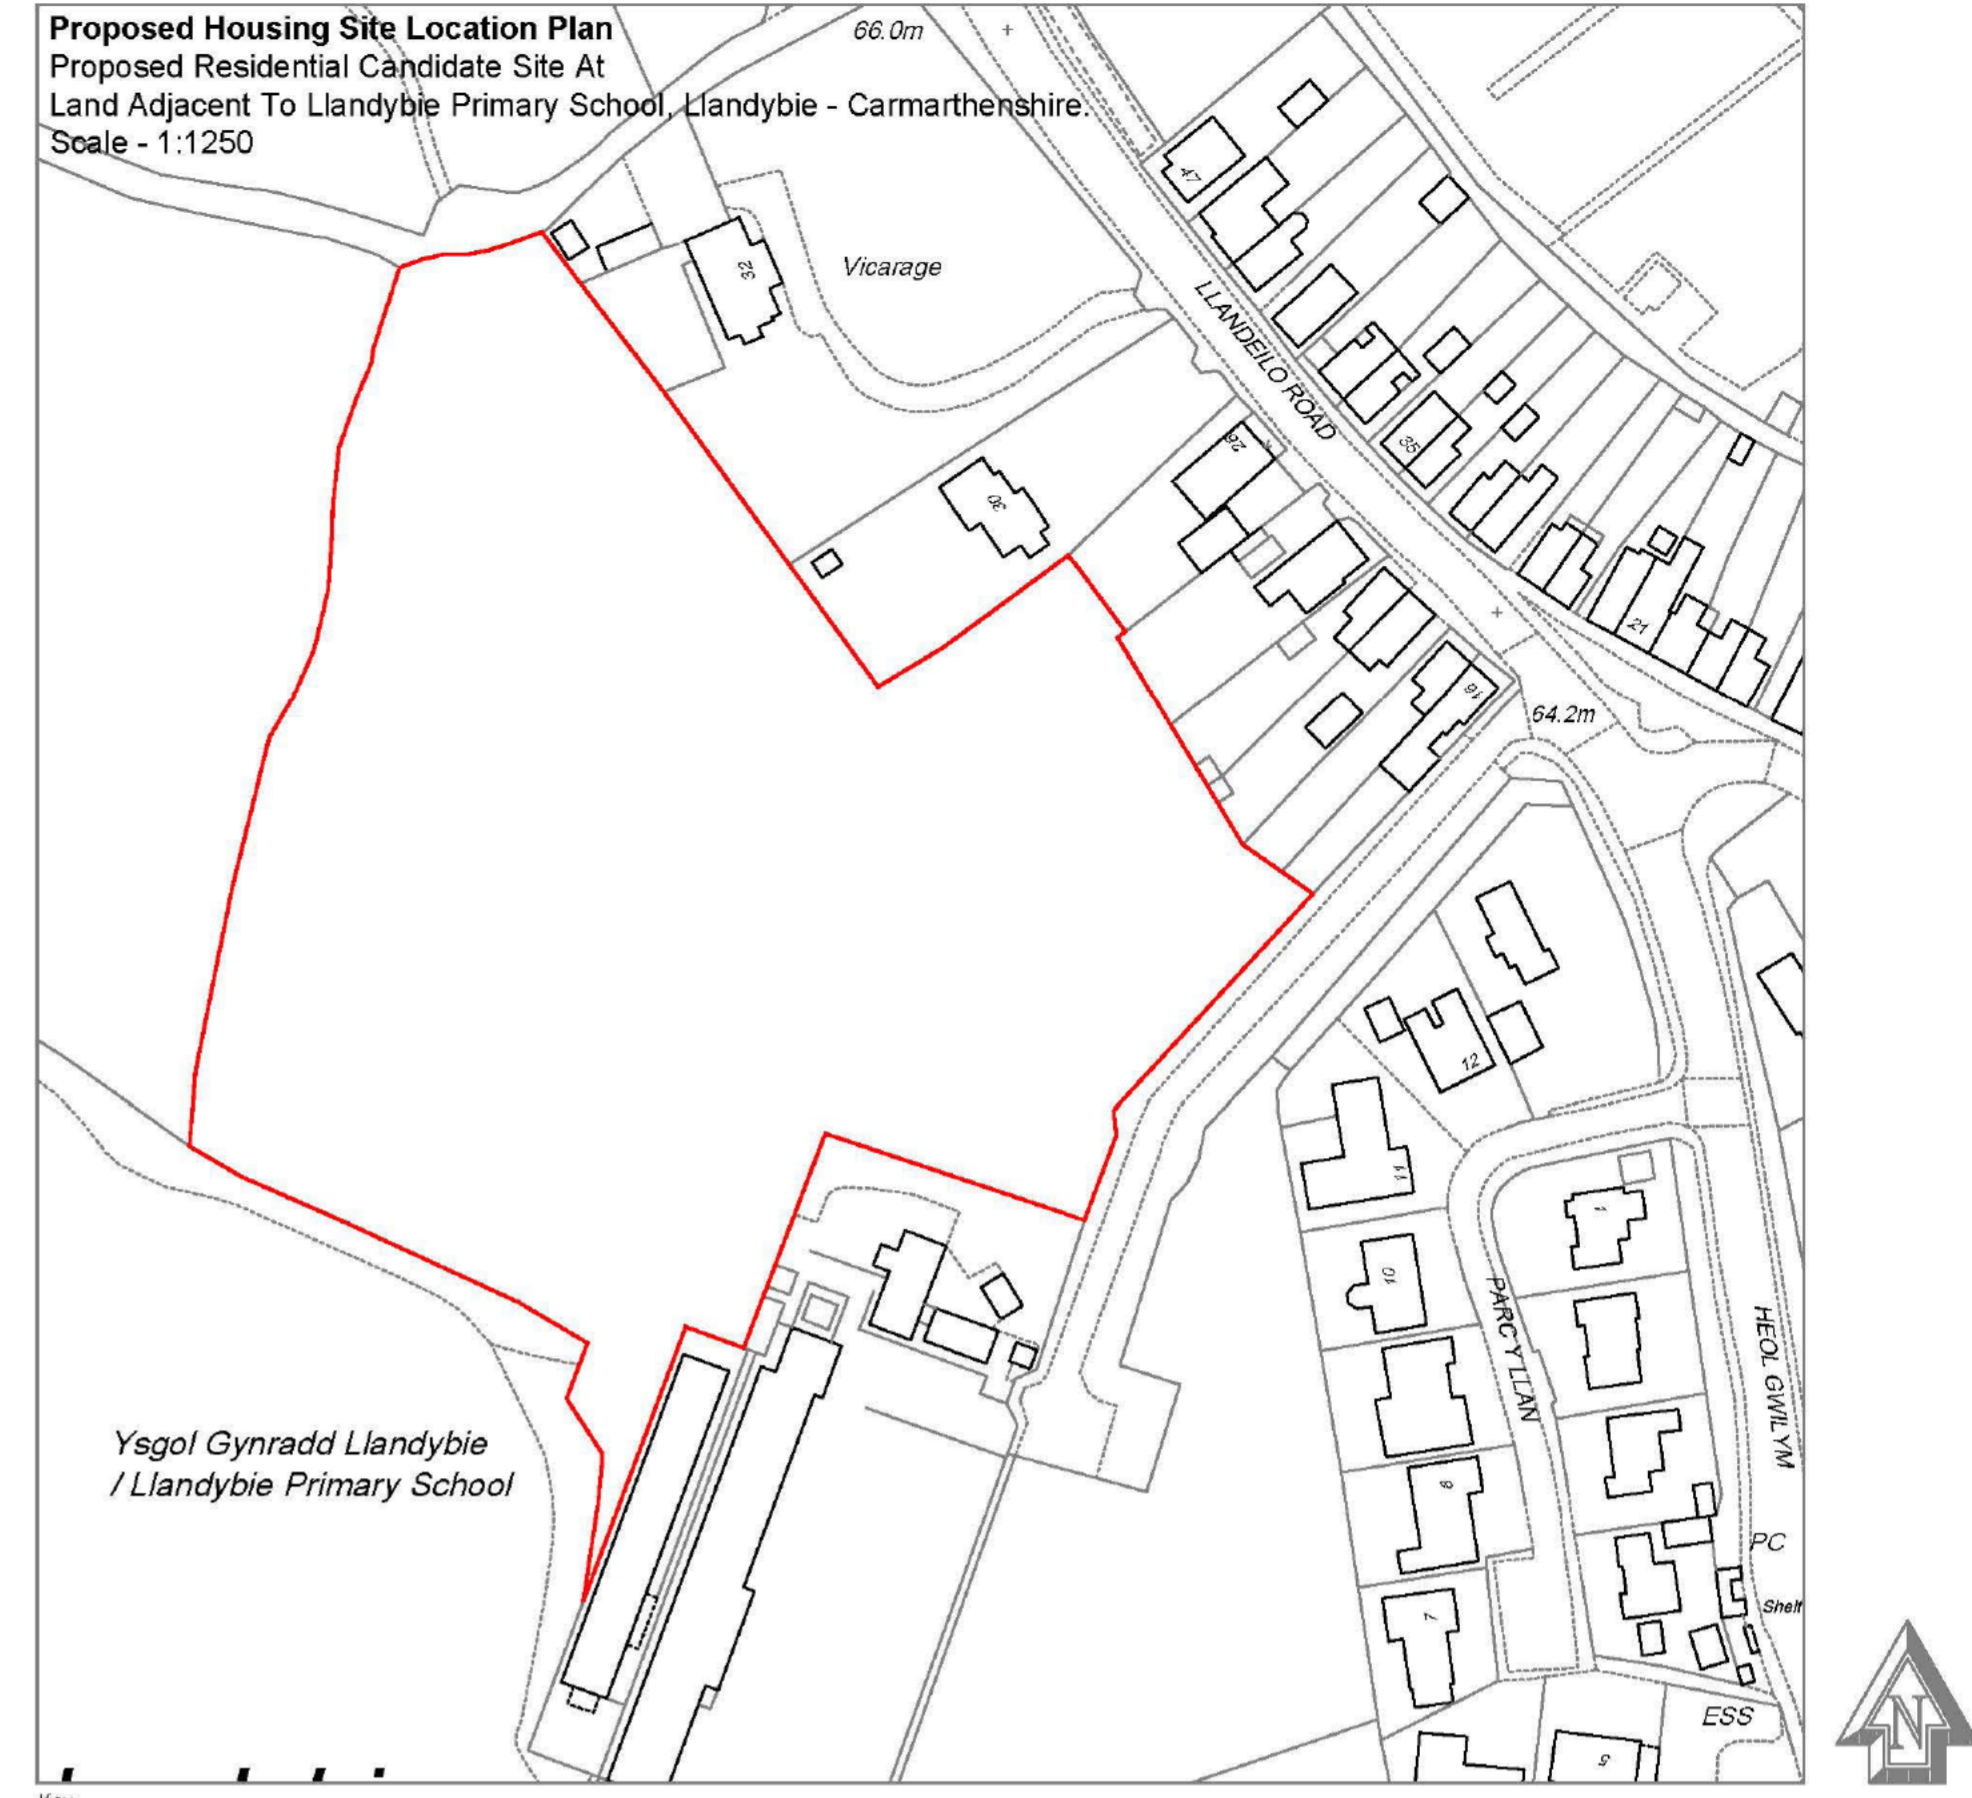 Proposed Housing Site Location Plan
Proposed Residential Candidate Site At
Land Adjacent To Llandybie Primary School, Llandybie - Carmarthenshire.
Scale - 1:1250
66.0m
47
32
Vicarage
LLANDEILO ROAD
26
35
30
21
16
64.2m
12
11
1
10
PARC Y LLAN
HEOL GWILYM
Ysgol Gynradd Llandybie
/ Llandybie Primary School
8
PC
7
Shelt
ESS
5
N